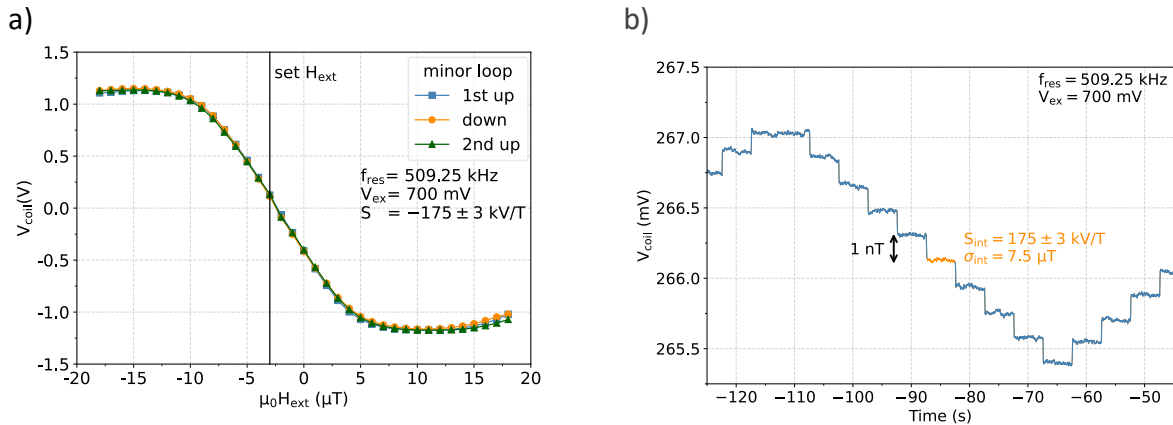 a)
1.5
1.0
0.5
0.0
−0.5
−1.0
−1.5
V_coil(V)
−20
−15
−10
−5
0
5
10
15
20
μ₀H_ext (μT)
set H_ext
minor loop
1st up
down
2nd up
f_res = 509.25 kHz
V_ex = 700 mV
S = −175 ± 3 kV/T
b)
267.5
267.0
266.5
266.0
265.5
V_coil (mV)
−120
−110
−100
−90
−80
−70
−60
−50
Time (s)
f_res = 509.25 kHz
V_ex = 700 mV
1 nT
S_int = 175 ± 3 kV/T
σ_int = 7.5 μT